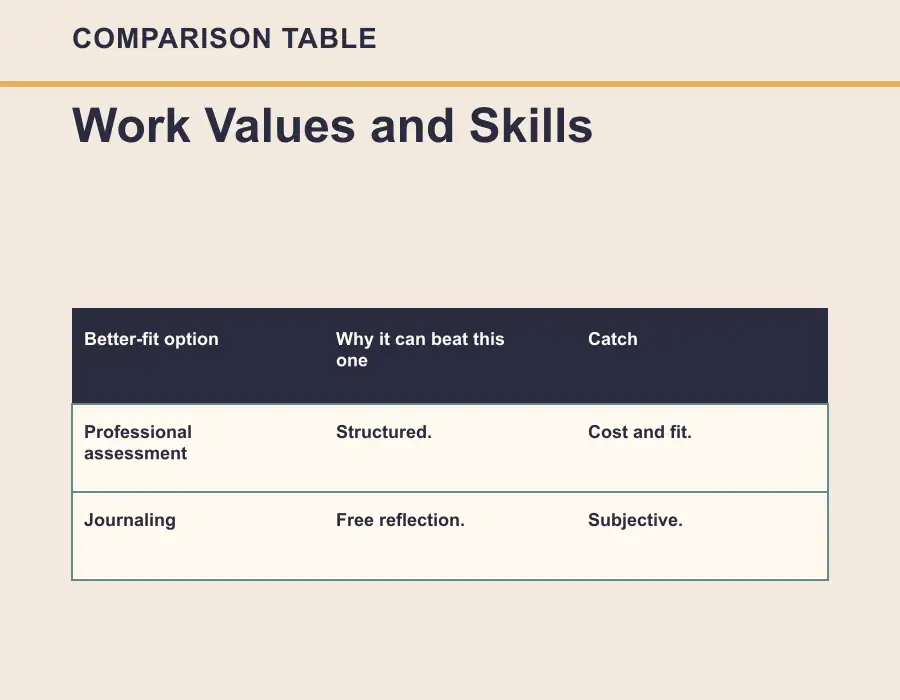 COMPARISON TABLE
Work Values and Skills
Better-fit option
Why it can beat this
one
Catch
Professional
assessment
Structured.
Cost and fit.
Journaling
Free reflection.
Subjective.